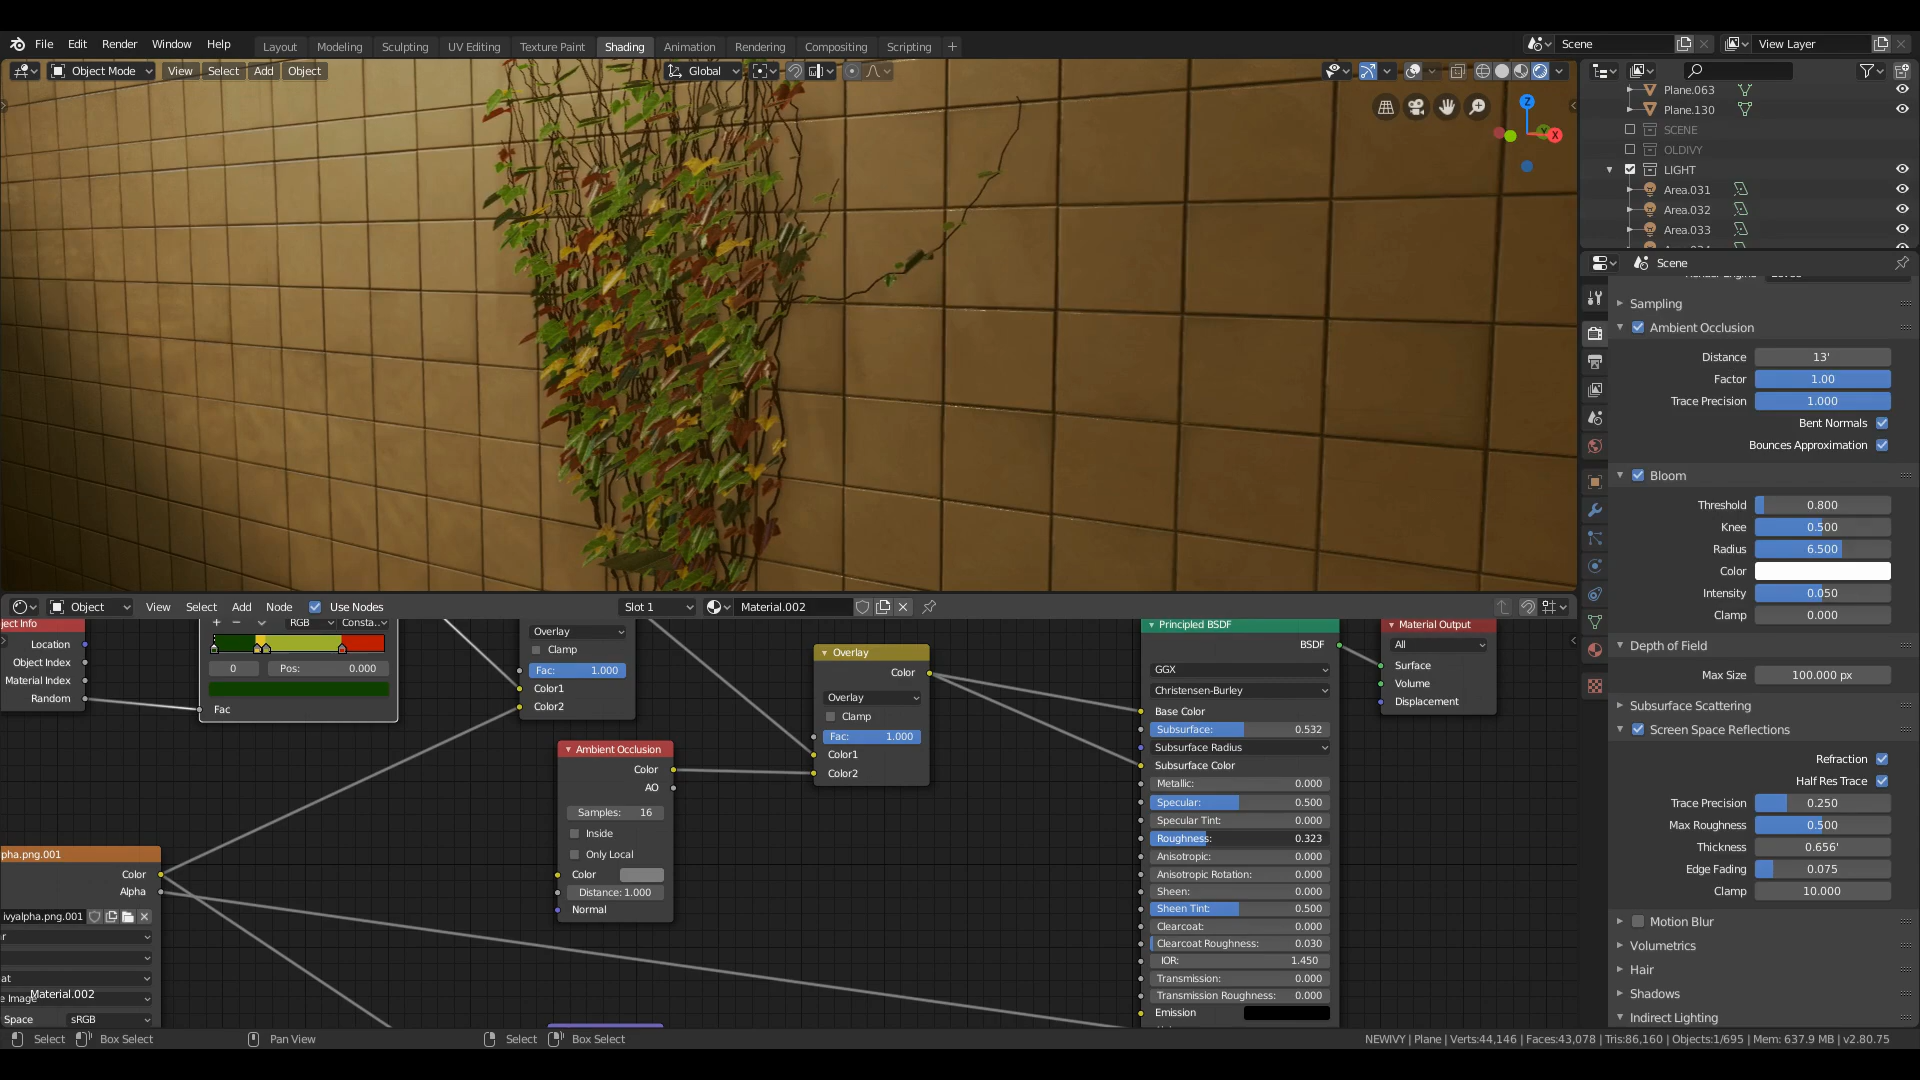 File Edit Render Window Help Layout Modeling Sculpting UV Editing Texture Paint Shading Animation Rendering Compositing Scripting + Scene View Layer
Object Mode View Select Add Object Global
Plane.063
Plane.130
SCENE
OLDIVY
LIGHT
Area.031
Area.032
Area.033
Z
X
Scene
Sampling
Ambient Occlusion
Distance 13'
Factor 1.00
Trace Precision 1.000
Bent Normals
Bounces Approximation
Bloom
Threshold 0.800
Knee 0.500
Radius 6.500
Color
Intensity 0.050
Clamp 0.000
Depth of Field
Max Size 100.000 px
Subsurface Scattering
Screen Space Reflections
Refraction
Half Res Trace
Trace Precision 0.250
Max Roughness 0.500
Thickness 0.656'
Edge Fading 0.075
Clamp 10.000
Motion Blur
Volumetrics
Hair
Shadows
Indirect Lighting
Object View Select Add Node Use Nodes Slot 1 Material.002
ject Info
Location
Object Index
Material Index
Random
RGB Consta..
0 Pos: 0.000
Fac
Overlay
Clamp
Fac: 1.000
Color1
Color2
Ambient Occlusion
Color
AO
Samples: 16
Inside
Only Local
Color
Distance: 1.000
Normal
Overlay
Color
Overlay
Clamp
Fac: 1.000
Color1
Color2
Principled BSDF
BSDF
GGX
Christensen-Burley
Base Color
Subsurface: 0.532
Subsurface Radius
Subsurface Color
Metallic: 0.000
Specular: 0.500
Specular Tint: 0.000
Roughness: 0.323
Anisotropic: 0.000
Anisotropic Rotation: 0.000
Sheen: 0.000
Sheen Tint: 0.500
Clearcoat: 0.000
Clearcoat Roughness: 0.030
IOR: 1.450
Transmission: 0.000
Transmission Roughness: 0.000
Emission
Material Output
All
Surface
Volume
Displacement
pha.png.001
Color
Alpha
ivyalpha.png.001
r
at
e Image
Material.002
Space sRGB
Select Box Select Pan View Select Box Select NEWIVY | Plane | Verts:44,146 | Faces:43,078 | Tris:86,160 | Objects:1/695 | Mem: 637.9 MB | v2.80.75